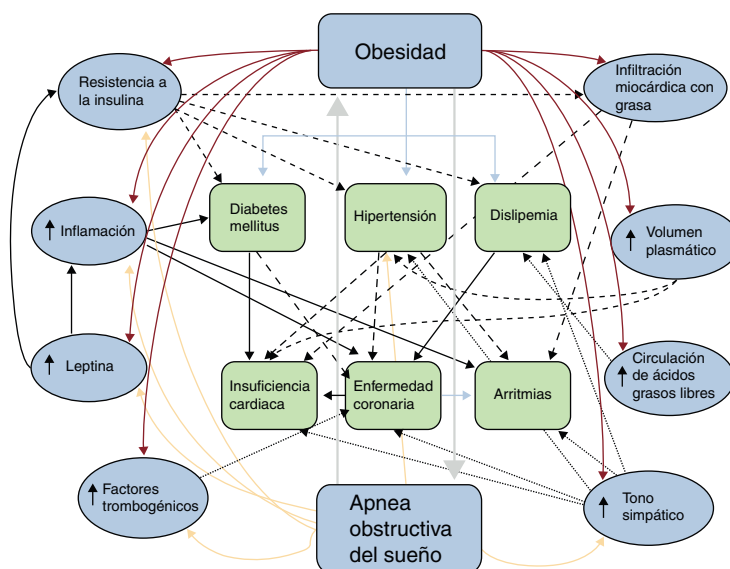 Obesidad
Resistencia a
la insulina
Infiltración
miocárdica con
grasa
Diabetes
mellitus
Hipertensión
Dislipemia
Inflamación
Volumen
plasmático
Leptina
Insuficiencia
cardiaca
Enfermedad
coronaria
Arritmias
Circulación
de ácidos
grasos libres
Factores
trombogénicos
Apnea
obstructiva
del sueño
Tono
simpático